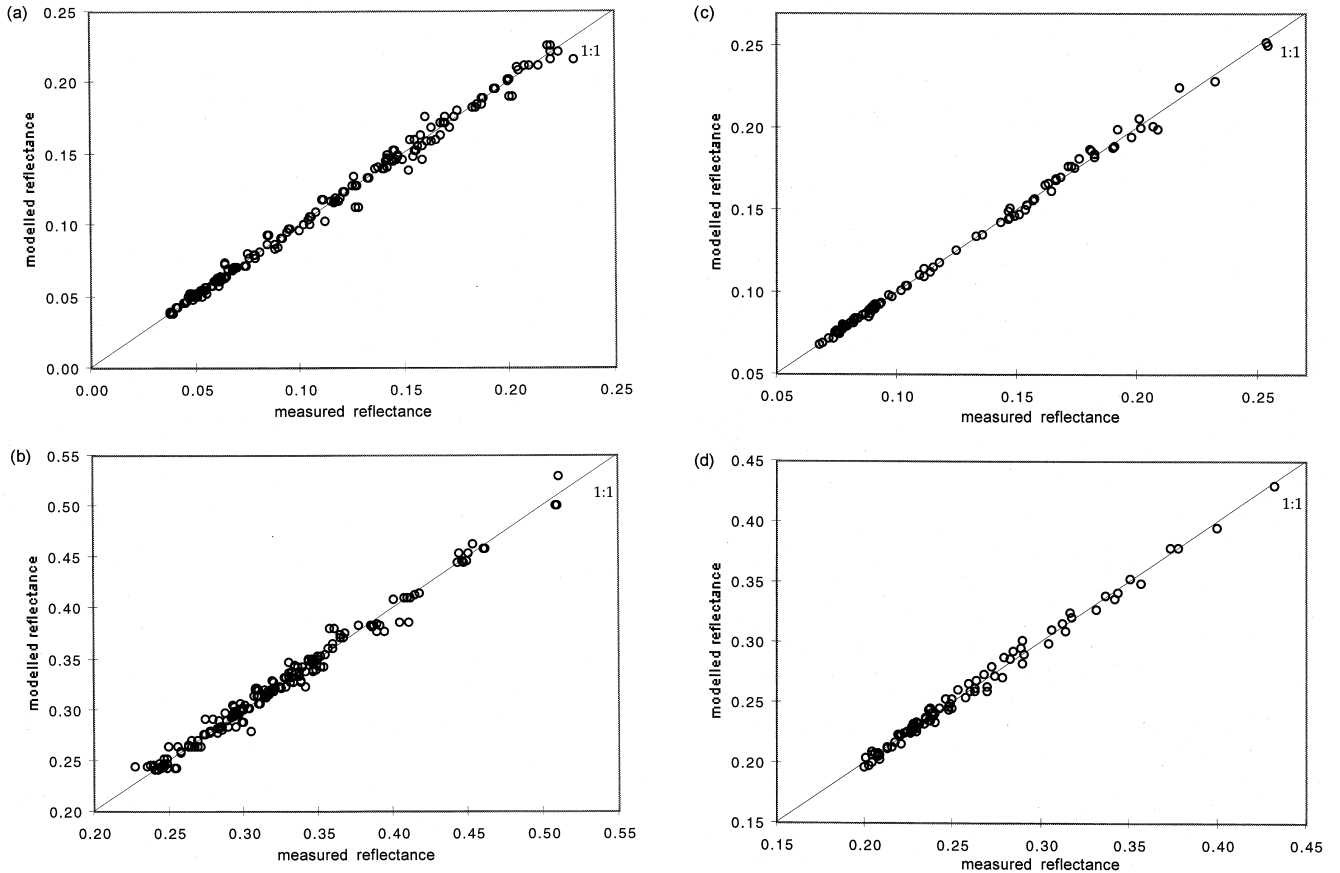 (a)
0.25
0.20
0.15
0.10
0.05
0.00
modelled reflectance
1:1
0.00 0.05 0.10 0.15 0.20 0.25
measured reflectance
(b)
0.55
0.50
0.45
0.40
0.35
0.30
0.25
0.20
modelled reflectance
1:1
0.20 0.25 0.30 0.35 0.40 0.45 0.50 0.55
measured reflectance
(c)
0.25
0.20
0.15
0.10
0.05
modelled reflectance
1:1
0.05 0.10 0.15 0.20 0.25
measured reflectance
(d)
0.45
0.40
0.35
0.30
0.25
0.20
0.15
modelled reflectance
1:1
0.15 0.20 0.25 0.30 0.35 0.40 0.45
measured reflectance